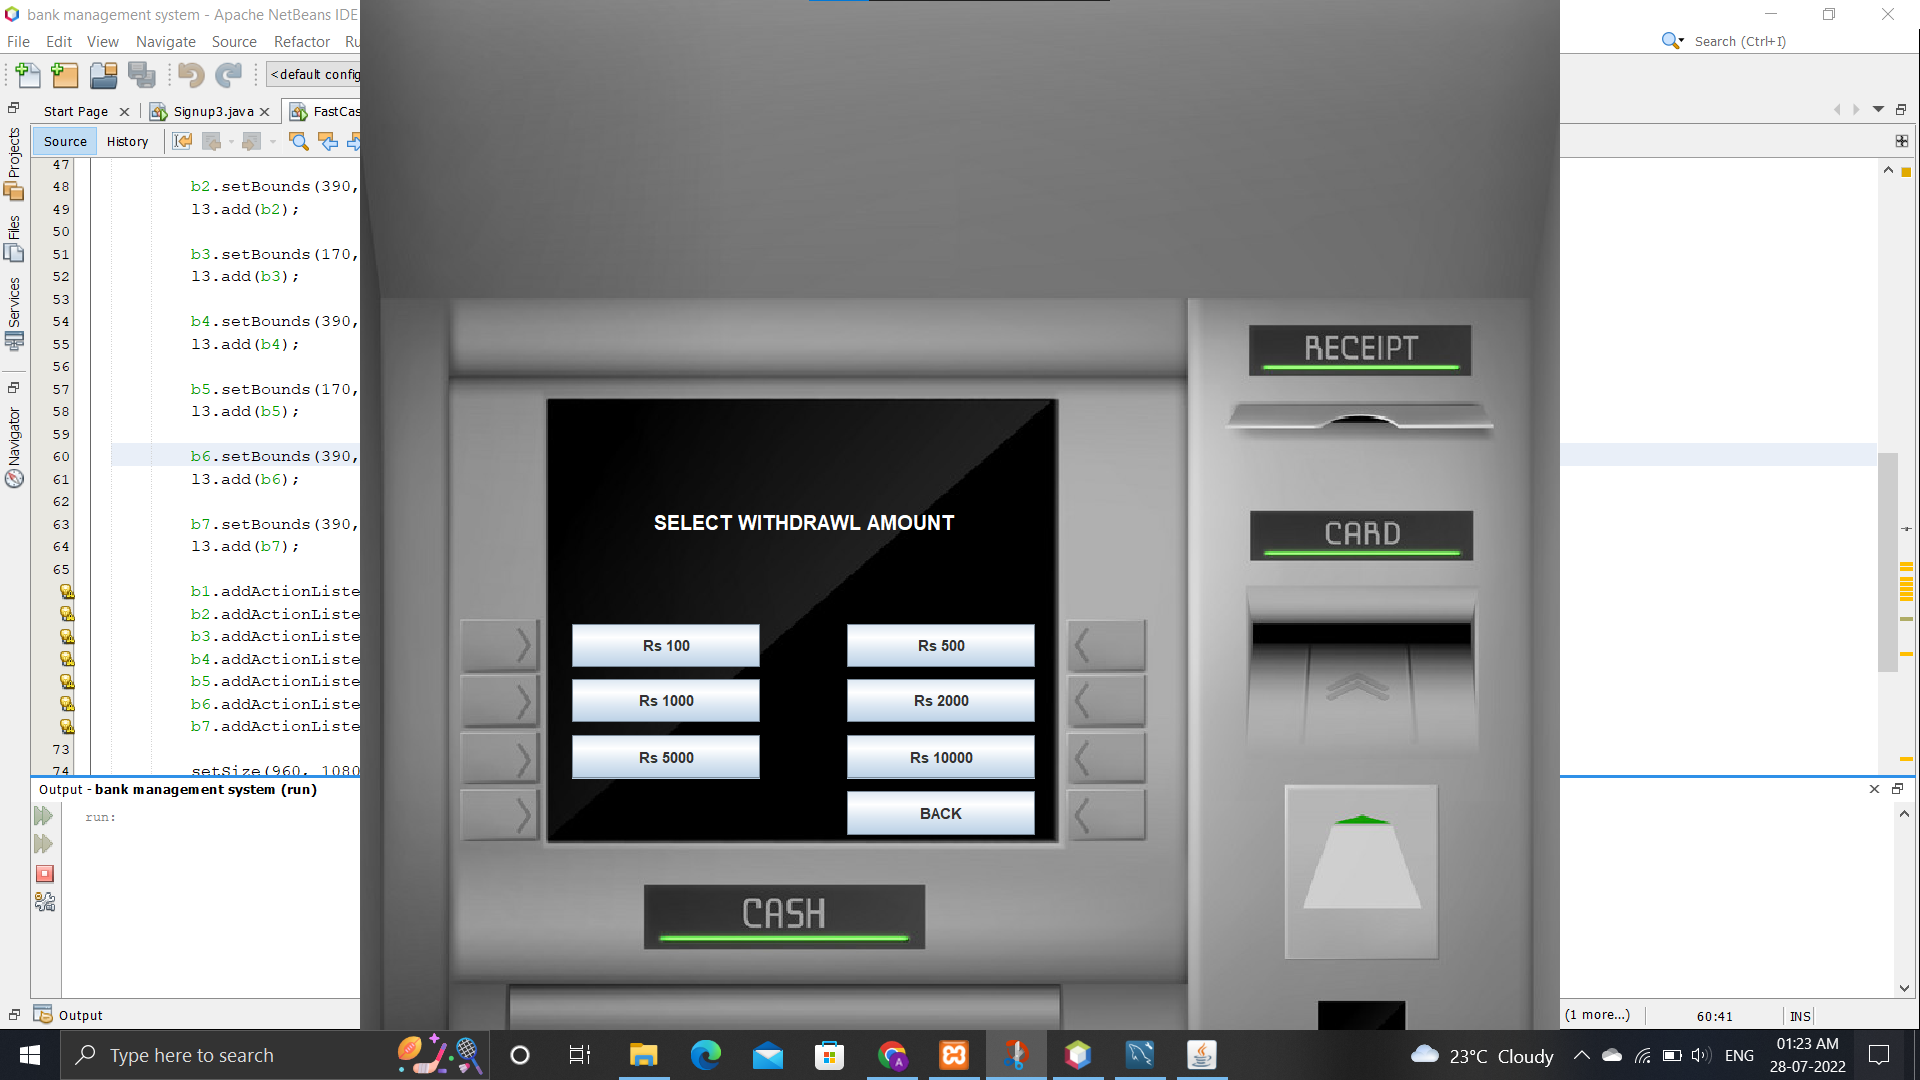 bank management system - Apache NetBeans IDE
File Edit View Navigate Source Refactor Ru
Search (Ctrl+I)
<default config
Start Page Signup3.java FastCas
Source History
Projects
Files
Services
Navigator
47
48 b2.setBounds(390,
49 l3.add(b2);
50
51 b3.setBounds(170,
52 l3.add(b3);
53
54 b4.setBounds(390,
55 l3.add(b4);
56
57 b5.setBounds(170,
58 l3.add(b5);
59
60 b6.setBounds(390,
61 l3.add(b6);
62
63 b7.setBounds(390,
64 l3.add(b7);
65
b1.addActionListe
b2.addActionListe
b3.addActionListe
b4.addActionListe
b5.addActionListe
b6.addActionListe
b7.addActionListe
73
74 setSize(960, 1080
Output - bank management system (run)
run:
Output
RECEIPT
CARD
SELECT WITHDRAWL AMOUNT
Rs 100 Rs 500
Rs 1000 Rs 2000
Rs 5000 Rs 10000
BACK
CASH
(1 more...) 60:41 INS
Type here to search
23°C Cloudy
ENG
01:23 AM
28-07-2022